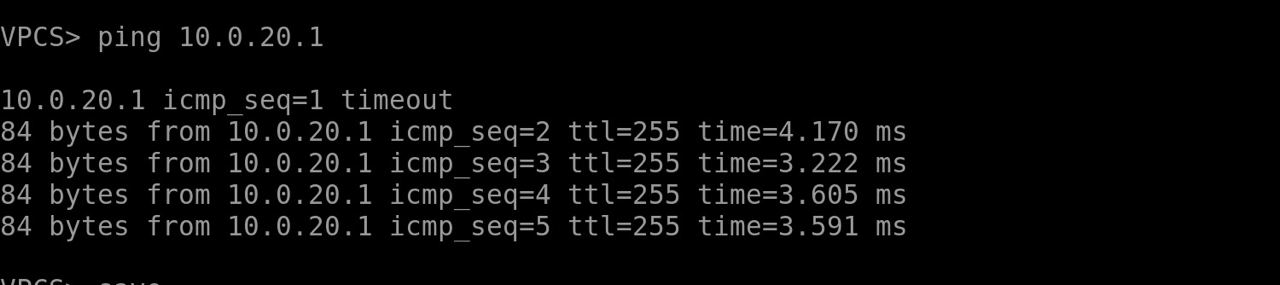 VPCS> ping 10.0.20.1
10.0.20.1 icmp_seq=1 timeout
84 bytes from 10.0.20.1 icmp_seq=2 ttl=255 time=4.170 ms
84 bytes from 10.0.20.1 icmp_seq=3 ttl=255 time=3.222 ms
84 bytes from 10.0.20.1 icmp_seq=4 ttl=255 time=3.605 ms
84 bytes from 10.0.20.1 icmp_seq=5 ttl=255 time=3.591 ms
VPCS>